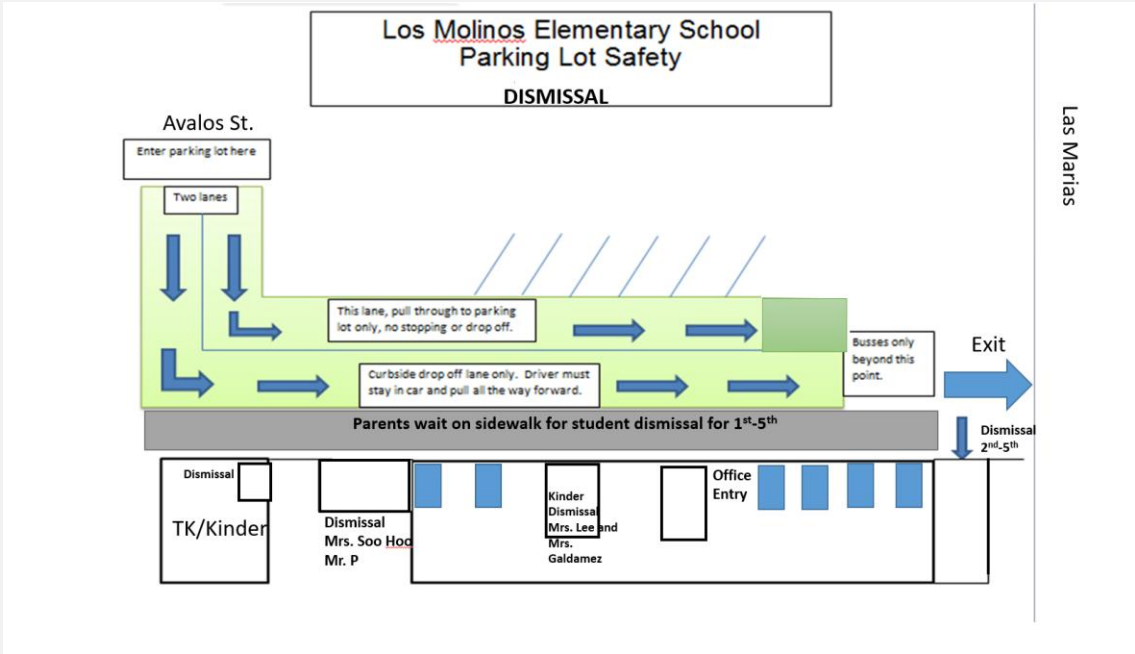 Los Molinos Elementary School
Parking Lot Safety
DISMISSAL
Avalos St.
Las Marias
Enter parking lot here
Two lanes
This lane, pull through to parking
lot only, no stopping or drop off.
Busses only
beyond this
point.
Exit
Curbside drop off lane only. Driver must
stay in car and pull all the way forward.
Parents wait on sidewalk for student dismissal for 1st-5th
Dismissal
2nd-5th
Dismissal
TK/Kinder
Dismissal
Mrs. Soo Hoo
Mr. P
Kinder
Dismissal
Mrs. Lee and
Mrs.
Galdamez
Office
Entry